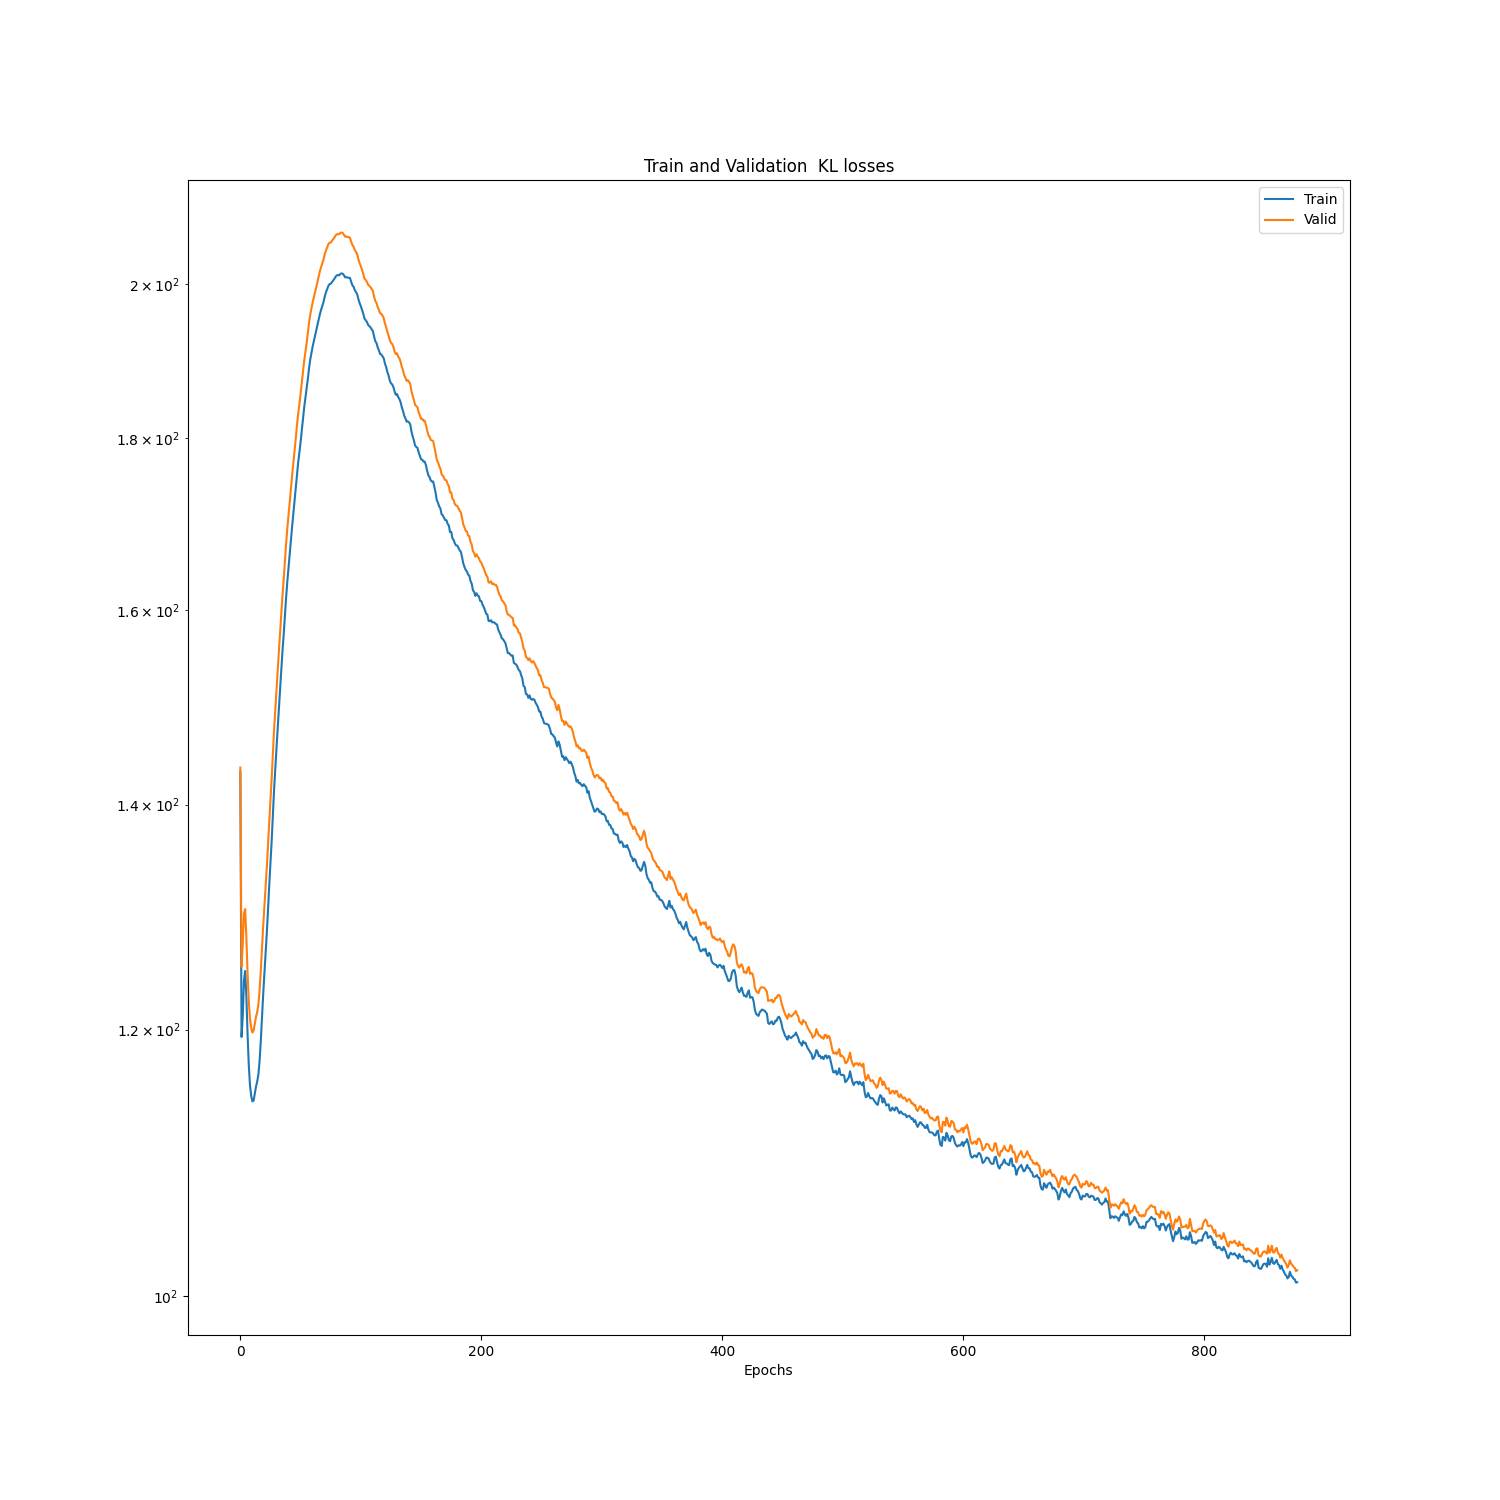 Train and Validation  KL losses
Train
Valid
2 × 10²
1.8 × 10²
1.6 × 10²
1.4 × 10²
1.2 × 10²
10²
0 200 400 600 800
Epochs